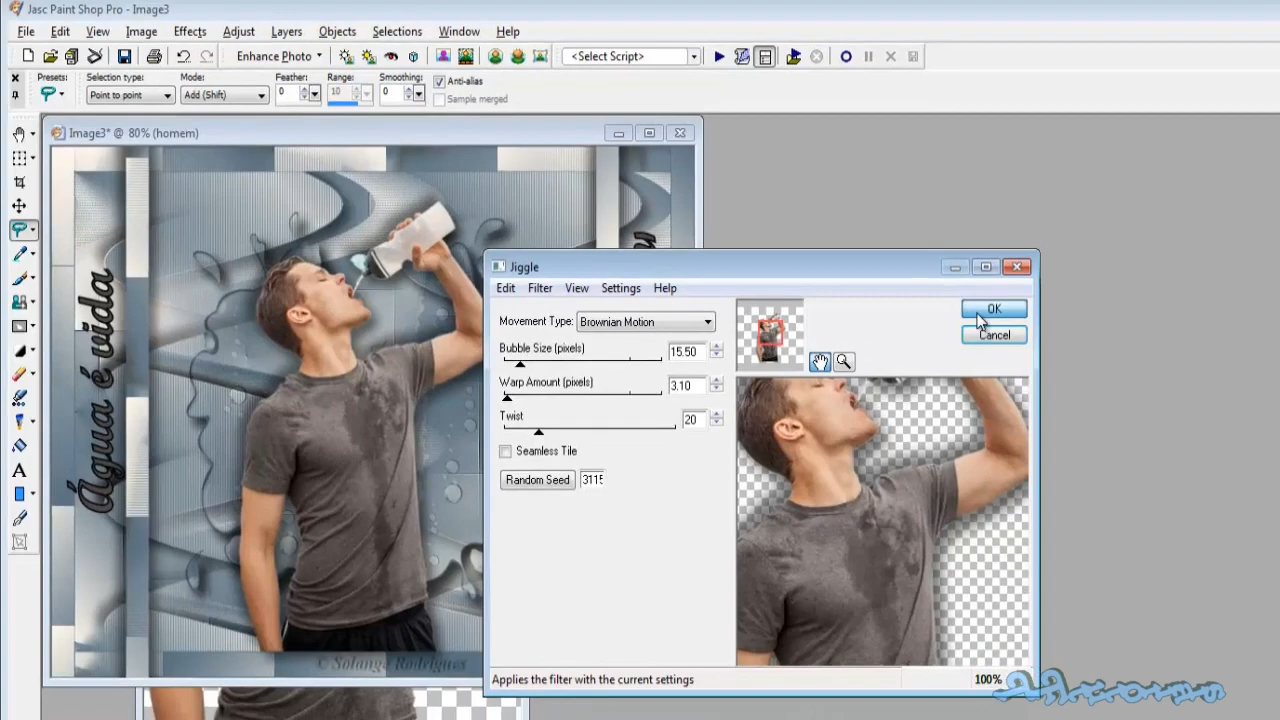 Jasc Paint Shop Pro - Image3
File Edit View Image Effects Adjust Layers Objects Selections Window Help
Enhance Photo <Select Script>
Presets: Selection type: Mode: Feather: Range: Smoothing: Anti-alias
Point to point Add (Shift) 0 10 0 Sample merged
Image3* @ 80% (homem)
Água é vida
© Solange Rodrigues
Jiggle
Edit Filter View Settings Help
Movement Type: Brownian Motion
OK
Bubble Size (pixels) 15.50
Cancel
Warp Amount (pixels) 3.10
Twist 20
Seamless Tile
Random Seed 3115
Applies the filter with the current settings 100%